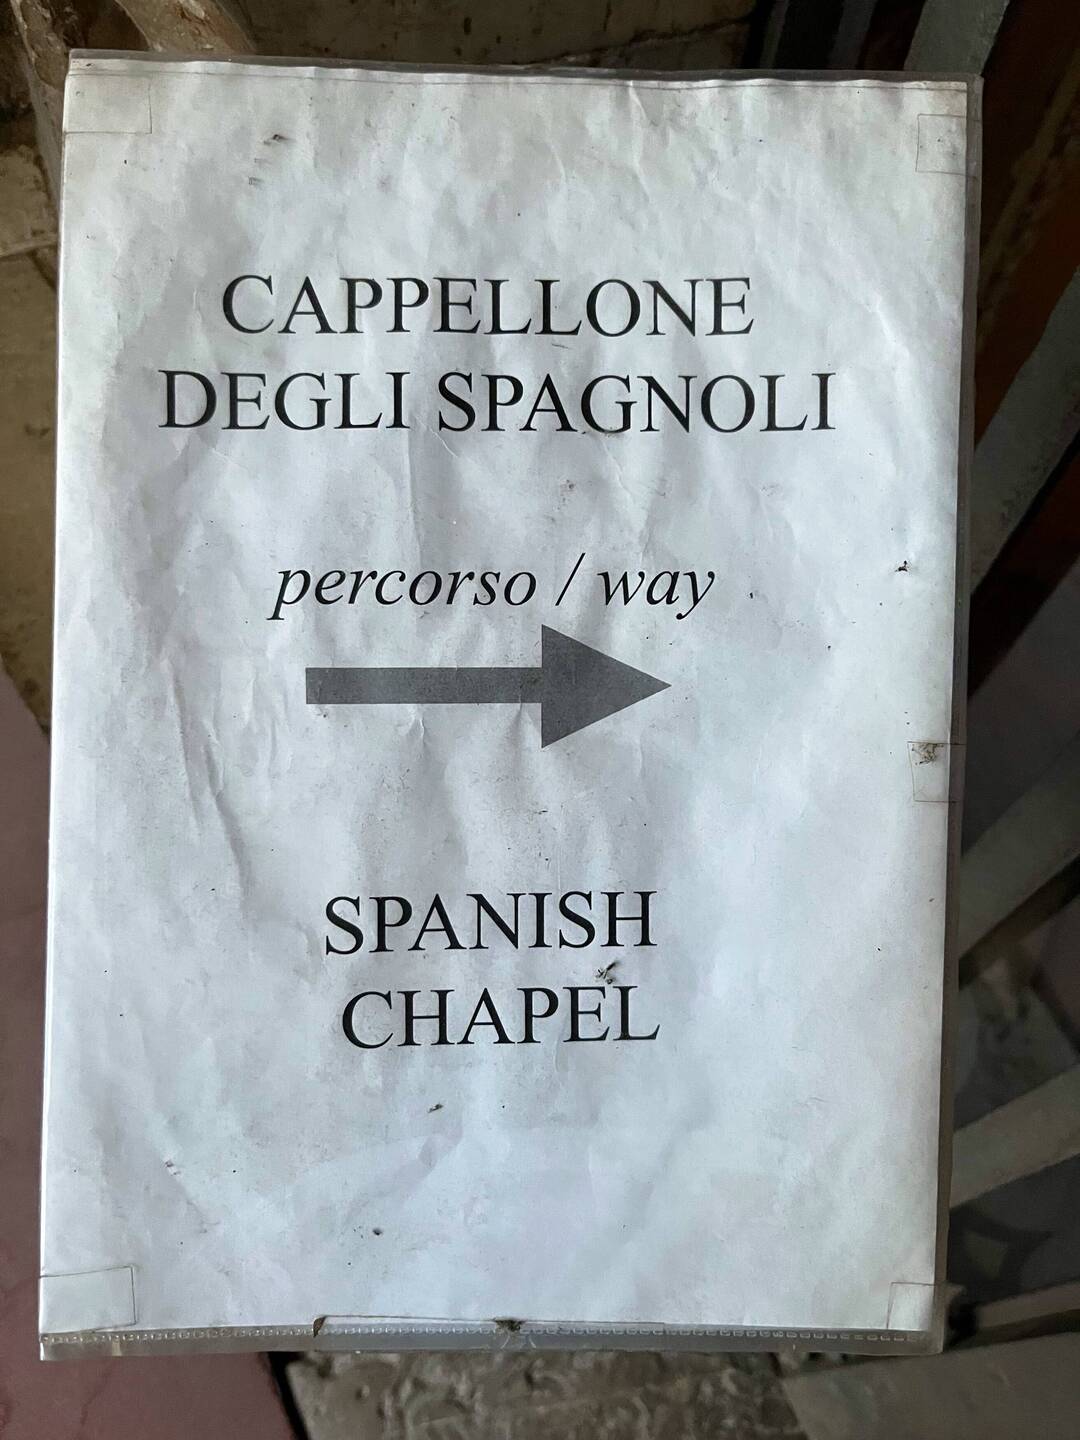 CAPPELLONE
DEGLI SPAGNOLI
percorso / way
SPANISH
CHAPEL